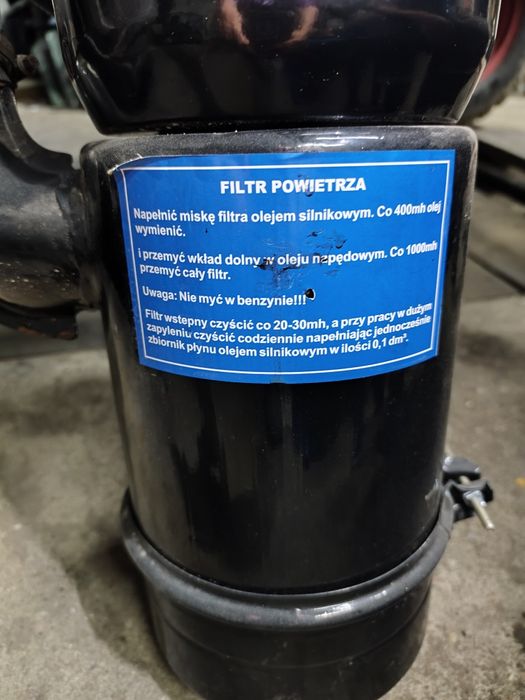 FILTR POWIETRZA
Napełnić miskę filtra olejem silnikowym. Co 400mh olej
wymienić.
i przemyć wkład dolny w oleju napędowym. Co 1000mh
przemyć cały filtr.
Uwaga: Nie myć w benzynie!!!
Filtr wstepny czyścić co 20-30mh, a przy pracy w dużym
zapyleniu czyścić codziennie napełniając jednocześnie
zbiornik płynu olejem silnikowym w ilości 0,1 dm³.